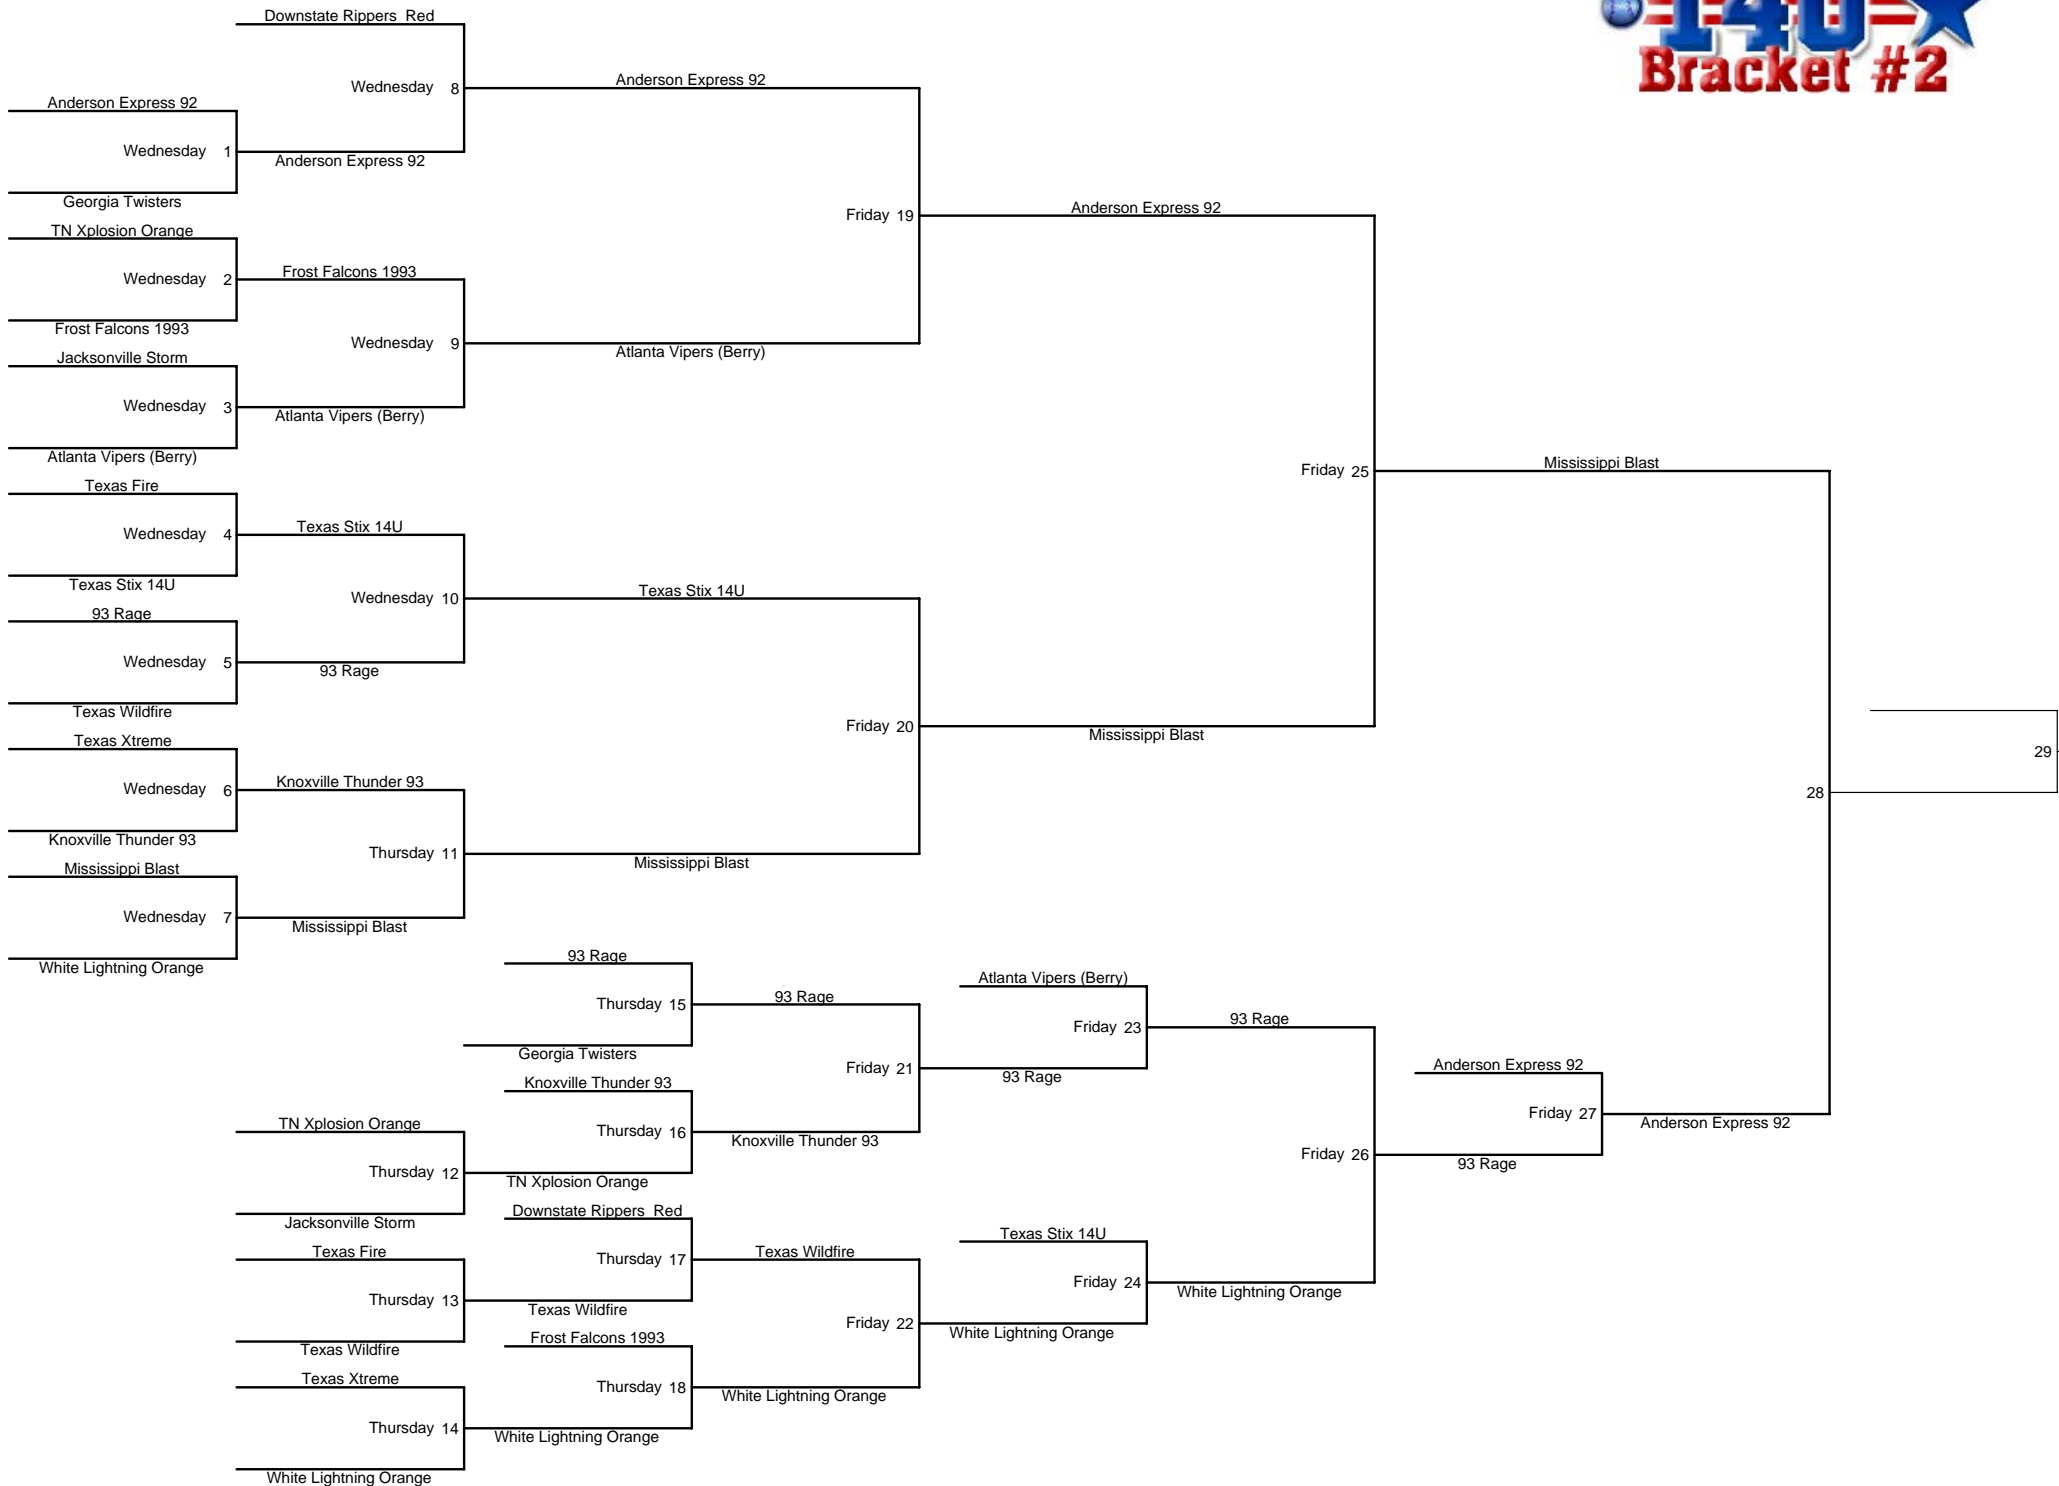 14U
Bracket #2
Downstate Rippers  Red
Wednesday 8
Anderson Express 92
Anderson Express 92
Wednesday 1
Anderson Express 92
Georgia Twisters
Friday 19
Anderson Express 92
TN Xplosion Orange
Wednesday 2
Frost Falcons 1993
Frost Falcons 1993
Wednesday 9
Atlanta Vipers (Berry)
Jacksonville Storm
Wednesday 3
Atlanta Vipers (Berry)
Atlanta Vipers (Berry)
Friday 25
Mississippi Blast
Texas Fire
Wednesday 4
Texas Stix 14U
Texas Stix 14U
Wednesday 10
Texas Stix 14U
93 Rage
Wednesday 5
93 Rage
Texas Wildfire
Friday 20
Mississippi Blast
Texas Xtreme
Wednesday 6
Knoxville Thunder 93
Knoxville Thunder 93
Thursday 11
Mississippi Blast
Mississippi Blast
Wednesday 7
Mississippi Blast
White Lightning Orange
29
28
93 Rage
Thursday 15
93 Rage
Georgia Twisters
Atlanta Vipers (Berry)
Friday 23
93 Rage
Friday 21
93 Rage
Knoxville Thunder 93
Thursday 16
Knoxville Thunder 93
TN Xplosion Orange
Thursday 12
TN Xplosion Orange
Jacksonville Storm
Anderson Express 92
Friday 27
Anderson Express 92
Friday 26
93 Rage
Downstate Rippers  Red
Thursday 17
Texas Wildfire
Texas Fire
Thursday 13
Texas Wildfire
Texas Wildfire
Texas Stix 14U
Friday 24
White Lightning Orange
Friday 22
White Lightning Orange
Frost Falcons 1993
Thursday 18
White Lightning Orange
Texas Xtreme
Thursday 14
White Lightning Orange
White Lightning Orange